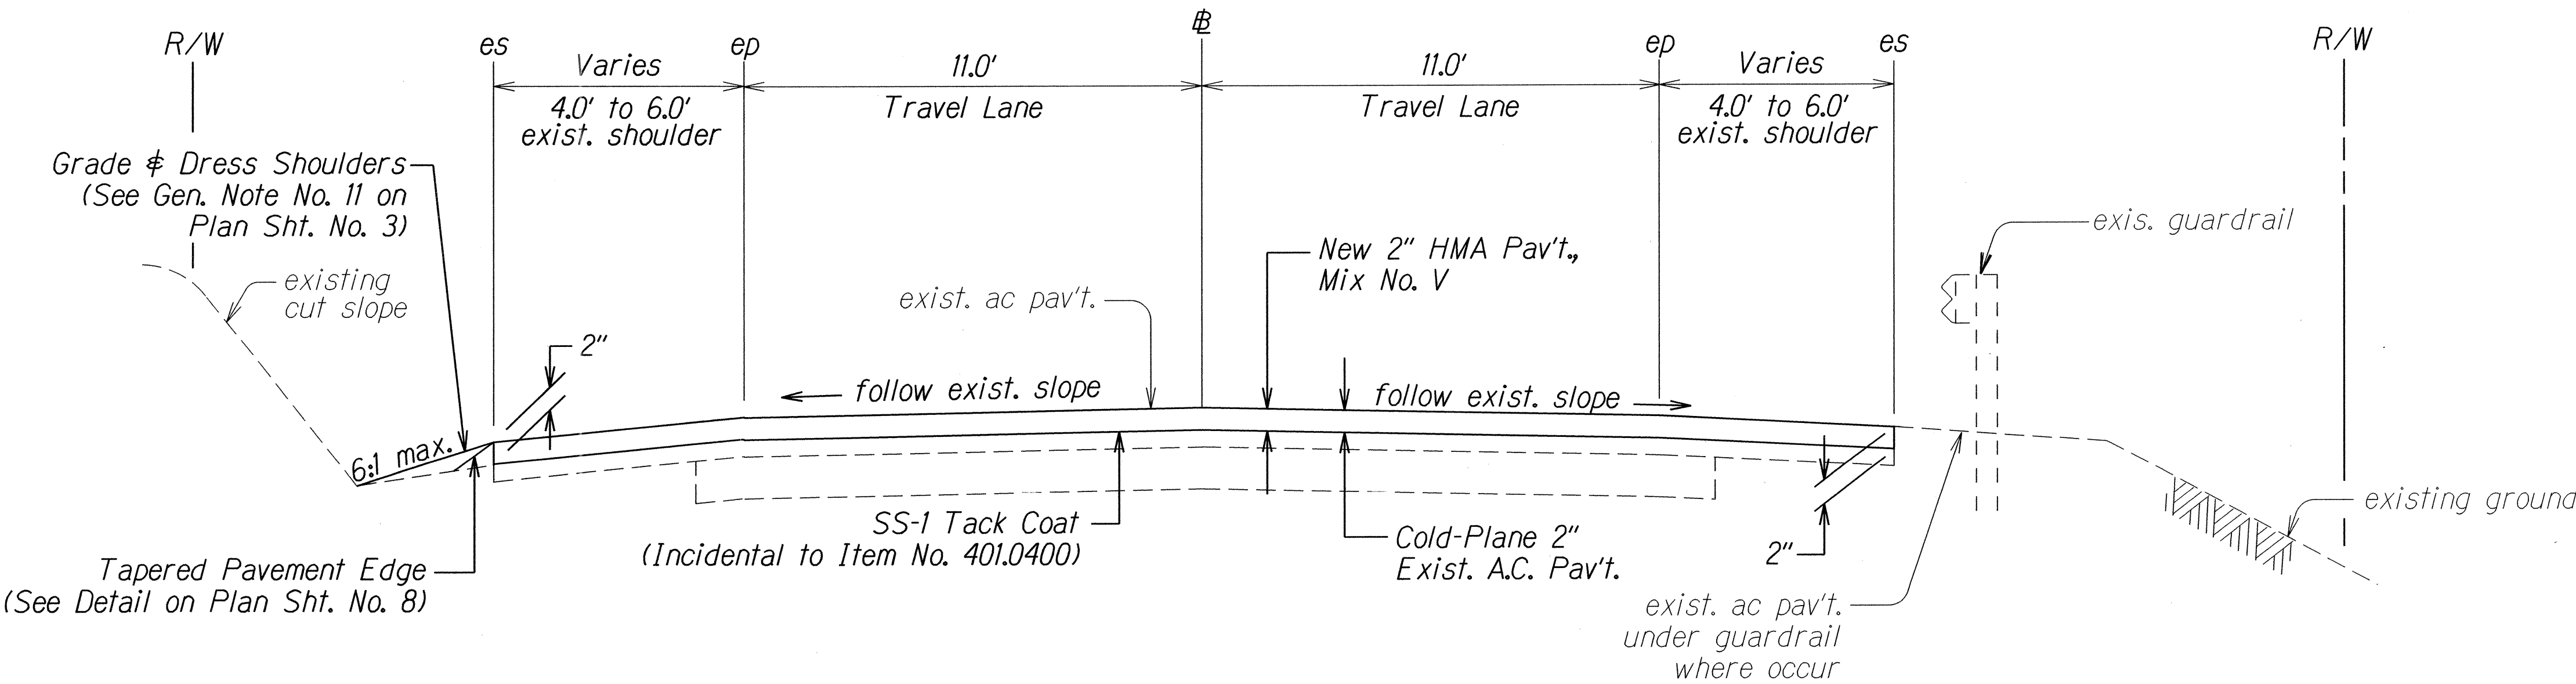 R/W
es
ep
℄
ep
es
R/W
Varies
4.0' to 6.0'
exist. shoulder
11.0'
Travel Lane
11.0'
Travel Lane
Varies
4.0' to 6.0'
exist. shoulder
Grade & Dress Shoulders
(See Gen. Note No. 11 on
Plan Sht. No. 3)
existing
cut slope
2"
exist. ac pav't.
New 2" HMA Pav't.,
Mix No. V
exis. guardrail
follow exist. slope
follow exist. slope
6:1 max.
existing ground
SS-1 Tack Coat
(Incidental to Item No. 401.0400)
Cold-Plane 2"
Exist. A.C. Pav't.
2"
Tapered Pavement Edge
(See Detail on Plan Sht. No. 8)
exist. ac pav't.
under guardrail
where occur